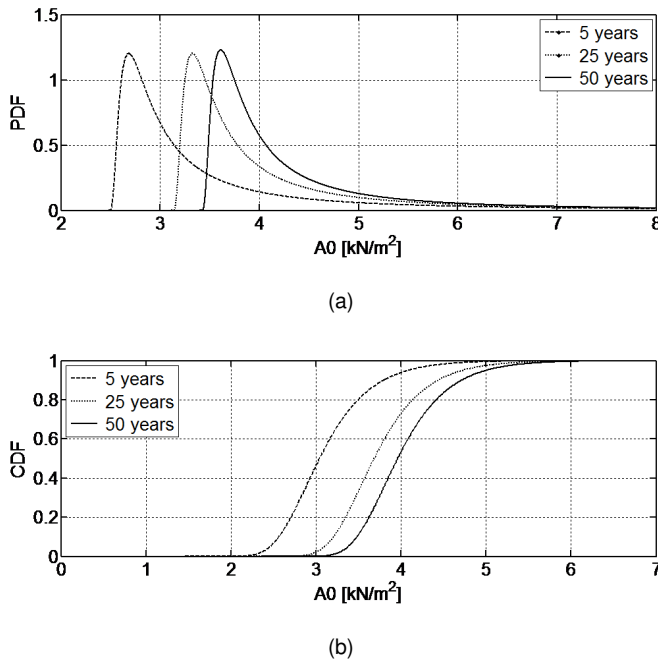 1.5
1
0.5
0
PDF
5 years
25 years
50 years
2 3 4 5 6 7 8
A0 [kN/m²]
(a)
1
0.8
0.6
0.4
0.2
0
CDF
5 years
25 years
50 years
0 1 2 3 4 5 6 7
A0 [kN/m²]
(b)